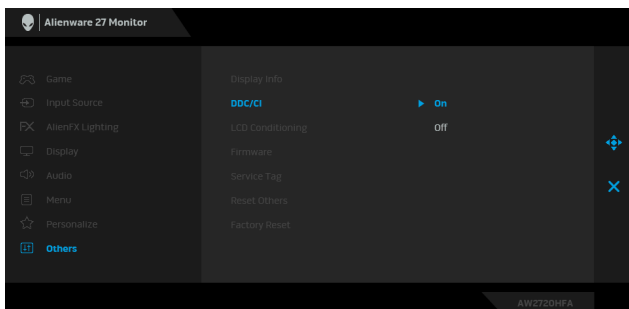 Alienware 27 Monitor
Game
Input Source
AlienFX Lighting
Display
Audio
Menu
Personalize
Others
Display Info
DDC/CI On
LCD Conditioning Off
Firmware
Service Tag
Reset Others
Factory Reset
AW2720HFA